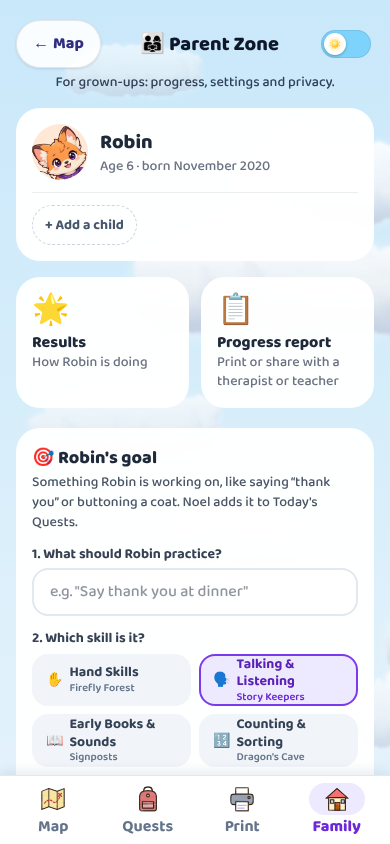 ← Map
Parent Zone
For grown-ups: progress, settings and privacy.
Robin
Age 6 · born November 2020
+ Add a child
Results
How Robin is doing
Progress report
Print or share with a
therapist or teacher
Robin's goal
Something Robin is working on, like saying "thank
you" or buttoning a coat. Noel adds it to Today's
Quests.
1. What should Robin practice?
e.g. "Say thank you at dinner"
2. Which skill is it?
Hand Skills
Firefly Forest
Talking &
Listening
Story Keepers
Early Books &
Sounds
Signposts
Counting &
Sorting
Dragon's Cave
Map
Quests
Print
Family